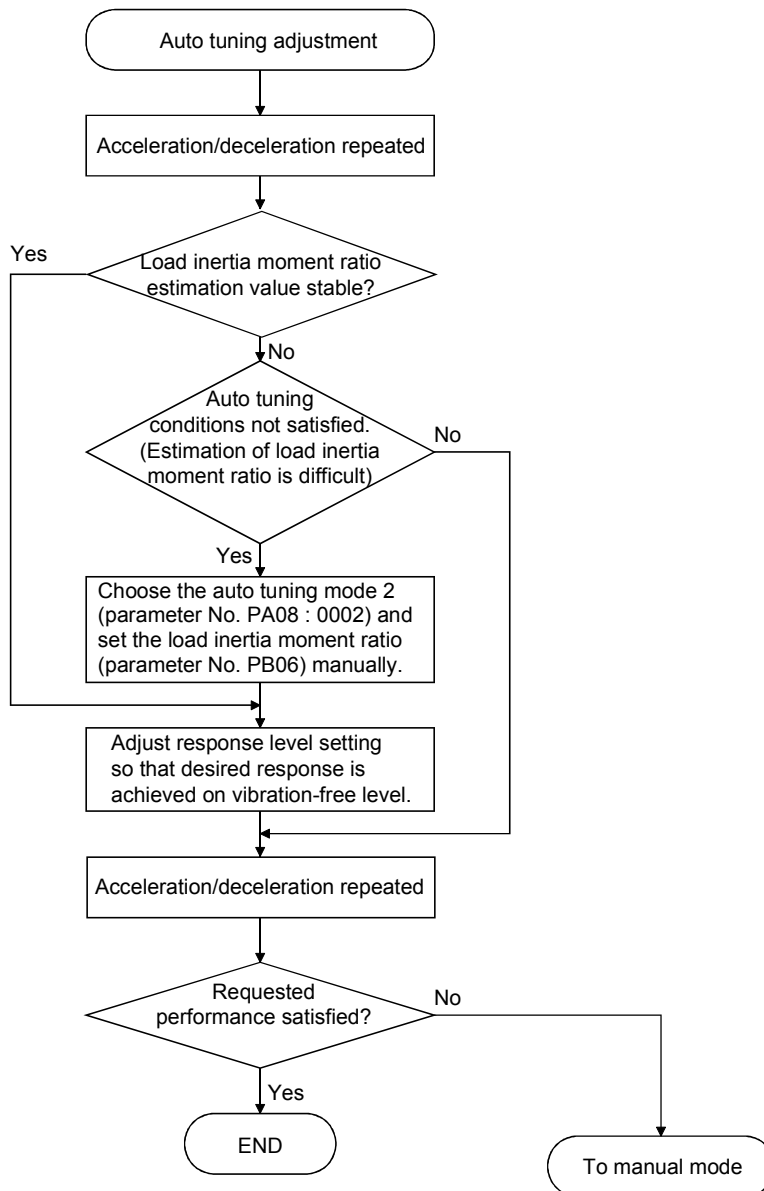 Auto tuning adjustment
Acceleration/deceleration repeated
Yes
Load inertia moment ratio
estimation value stable?
No
Auto tuning
conditions not satisfied.
(Estimation of load inertia
moment ratio is difficult)
No
Yes
Choose the auto tuning mode 2
(parameter No. PA08 : 0002) and
set the load inertia moment ratio
(parameter No. PB06) manually.
Adjust response level setting
so that desired response is
achieved on vibration-free level.
Acceleration/deceleration repeated
Requested
performance satisfied?
No
Yes
END
To manual mode